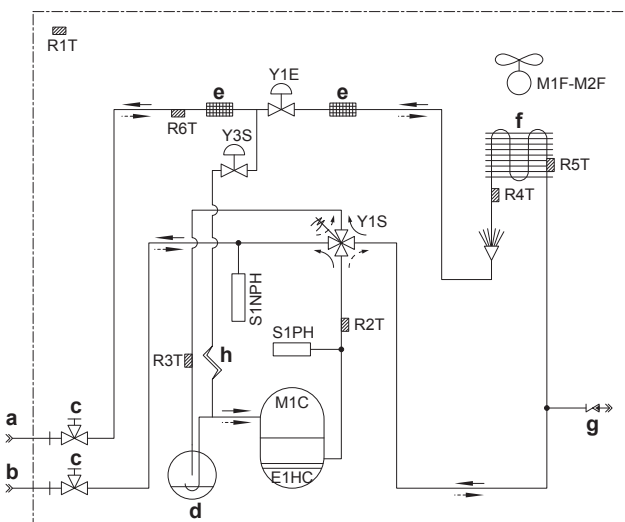 R1T
Y1E
M1F-M2F
e
e
R6T
f
Y3S
R5T
R4T
Y1S
S1NPH
R2T
S1PH
R3T
h
a
c
M1C
g
b
c
E1HC
d